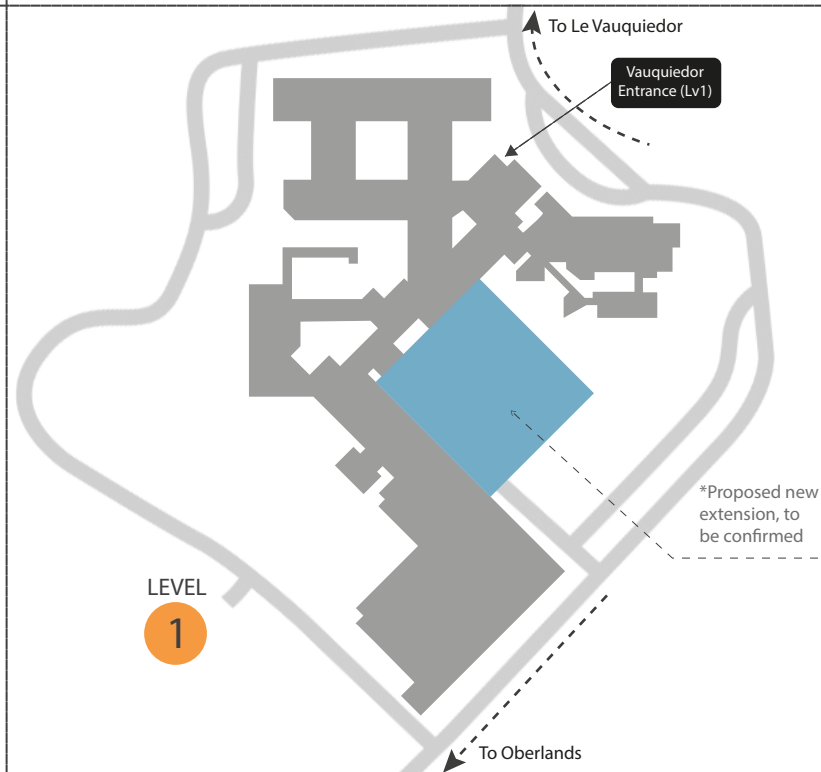 To Le Vauquiedor
Vauquiedor
Entrance (Lv1)
*Proposed new
extension, to
be confirmed
LEVEL
1
To Oberlands